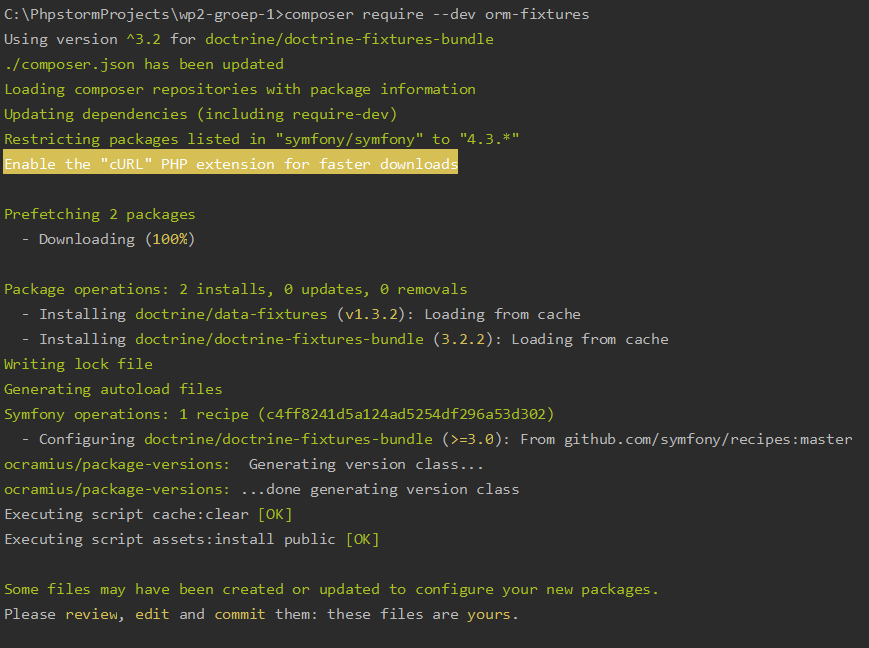 C:\PhpstormProjects\wp2-groep-1>composer require --dev orm-fixtures
Using version ^3.2 for doctrine/doctrine-fixtures-bundle
./composer.json has been updated
Loading composer repositories with package information
Updating dependencies (including require-dev)
Restricting packages listed in "symfony/symfony" to "4.3.*"
Enable the "cURL" PHP extension for faster downloads
Prefetching 2 packages
  - Downloading (100%)
Package operations: 2 installs, 0 updates, 0 removals
  - Installing doctrine/data-fixtures (v1.3.2): Loading from cache
  - Installing doctrine/doctrine-fixtures-bundle (3.2.2): Loading from cache
Writing lock file
Generating autoload files
Symfony operations: 1 recipe (c4ff8241d5a124ad5254df296a53d302)
  - Configuring doctrine/doctrine-fixtures-bundle (>=3.0): From github.com/symfony/recipes:master
ocramius/package-versions:  Generating version class...
ocramius/package-versions: ...done generating version class
Executing script cache:clear [OK]
Executing script assets:install public [OK]
Some files may have been created or updated to configure your new packages.
Please review, edit and commit them: these files are yours.